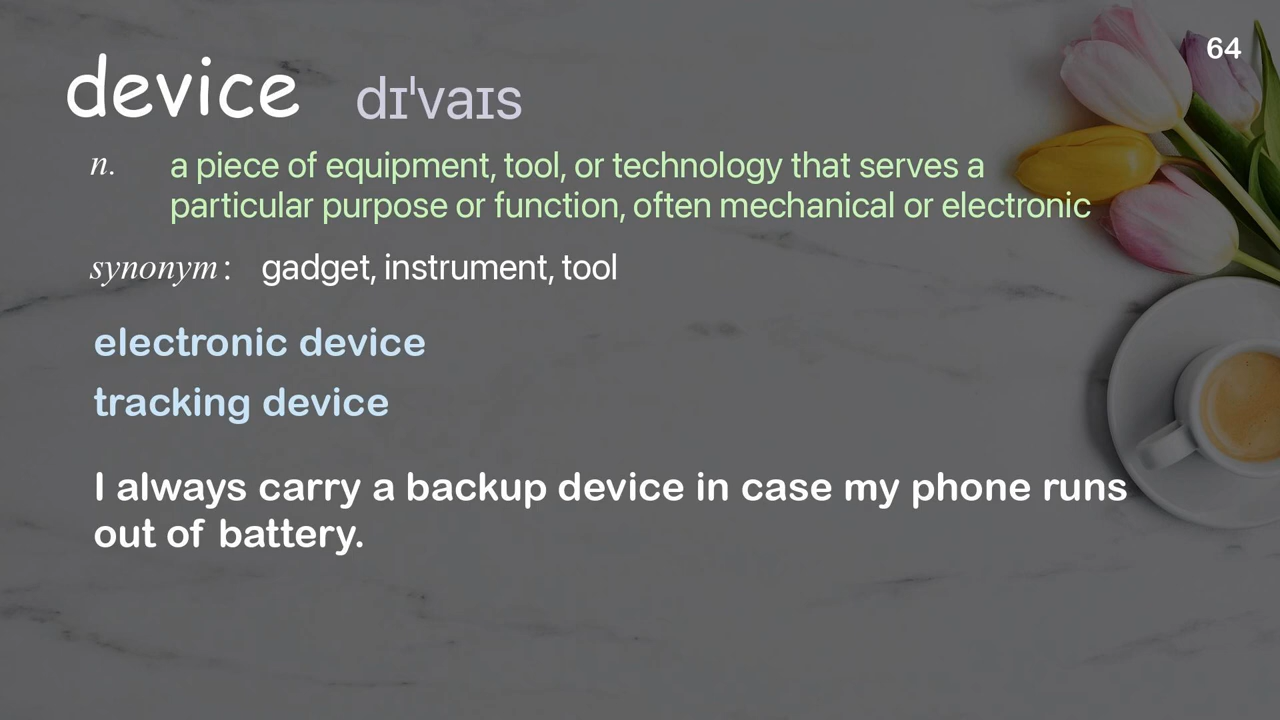 64
device dɪˈvaɪs
n. a piece of equipment, tool, or technology that serves a
particular purpose or function, often mechanical or electronic
synonym: gadget, instrument, tool
electronic device
tracking device
I always carry a backup device in case my phone runs
out of battery.